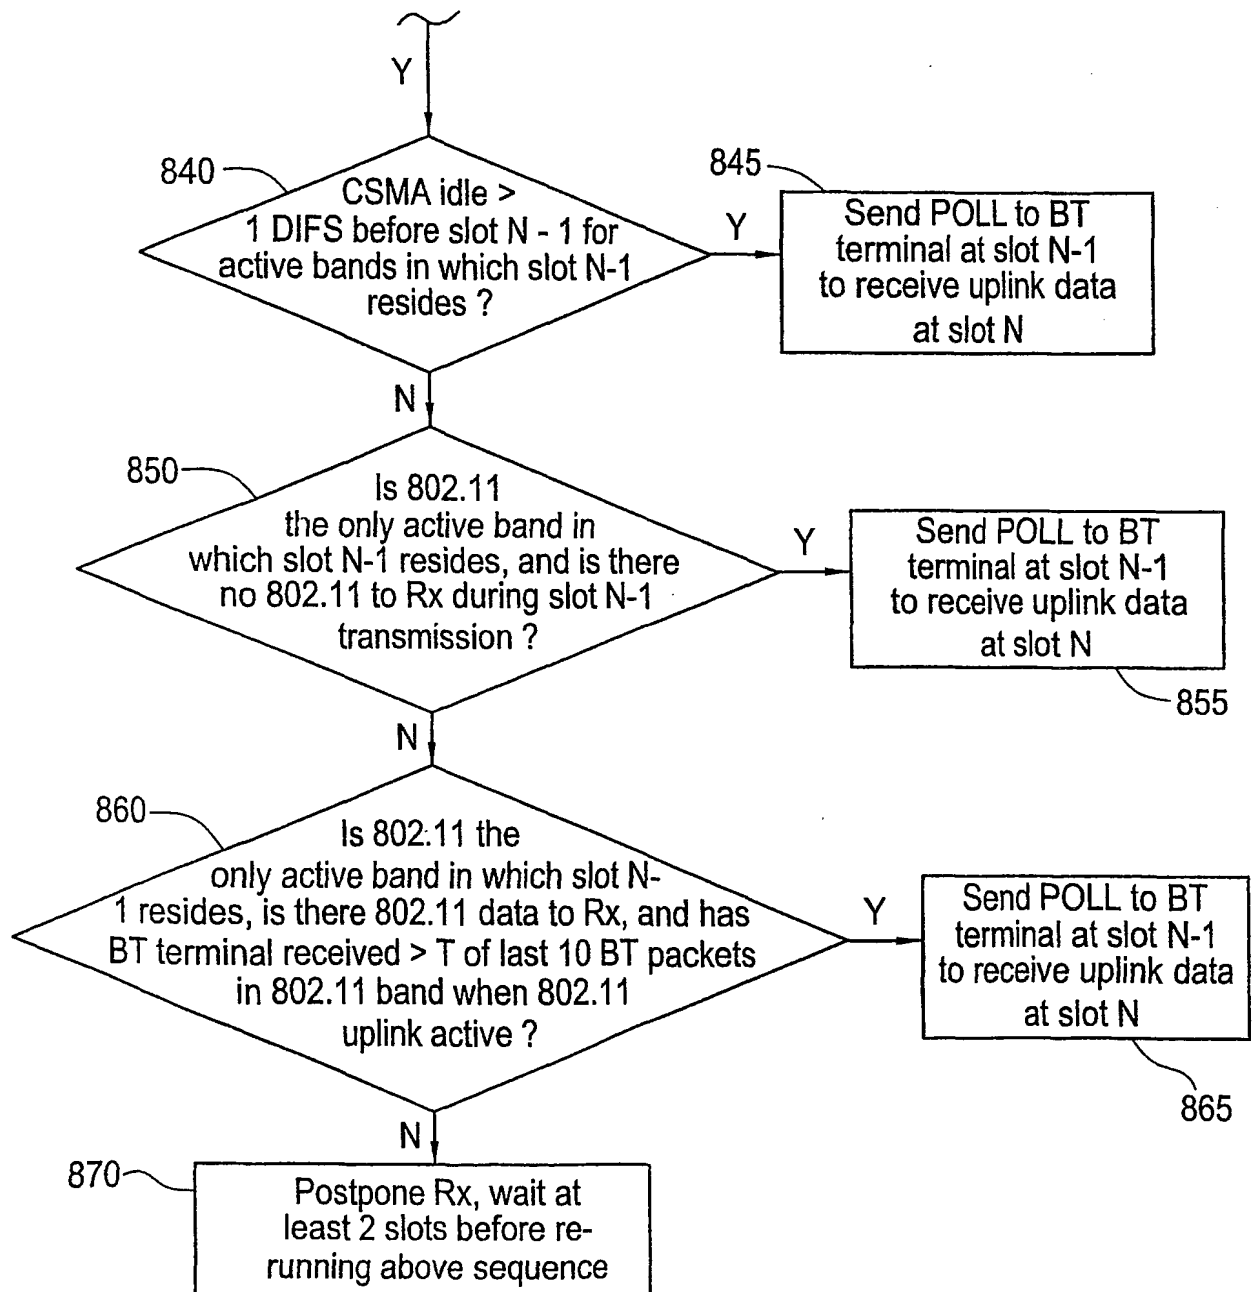 Y
840
CSMA idle >
1 DIFS before slot N - 1 for
active bands in which slot N-1
resides ?
Y
845
Send POLL to BT
terminal at slot N-1
to receive uplink data
at slot N
N
850
Is 802.11
the only active band in
which slot N-1 resides, and is there
no 802.11 to Rx during slot N-1
transmission ?
Y
Send POLL to BT
terminal at slot N-1
to receive uplink data
at slot N
855
N
860
Is 802.11 the
only active band in which slot N-
1 resides, is there 802.11 data to Rx, and has
BT terminal received > T of last 10 BT packets
in 802.11 band when 802.11
uplink active ?
Y
Send POLL to BT
terminal at slot N-1
to receive uplink data
at slot N
865
N
870
Postpone Rx, wait at
least 2 slots before re-
running above sequence